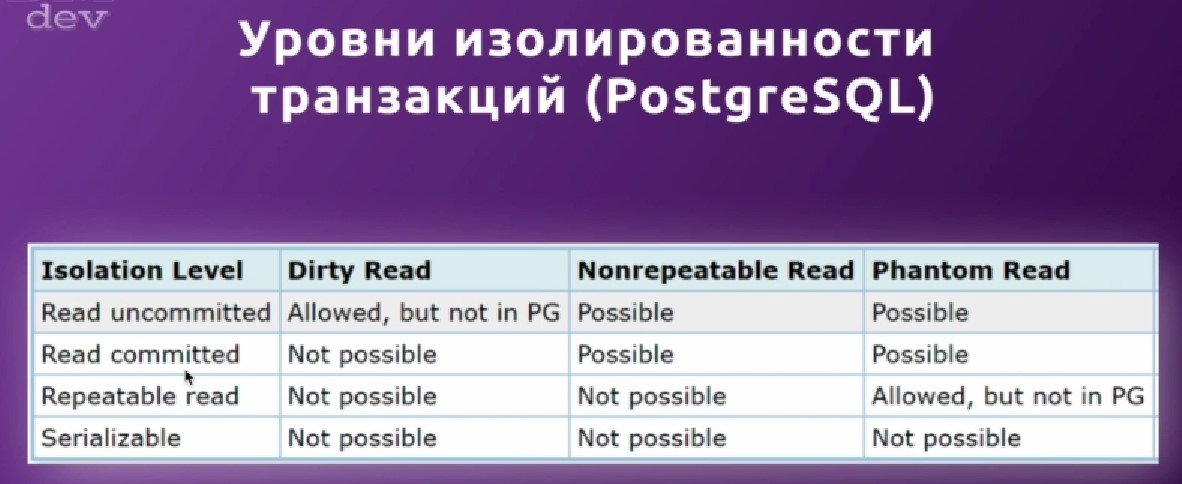 dev
Уровни изолированности
транзакций (PostgreSQL)
Isolation Level Dirty Read Nonrepeatable Read Phantom Read
Read uncommitted Allowed, but not in PG Possible Possible
Read committed Not possible Possible Possible
Repeatable read Not possible Not possible Allowed, but not in PG
Serializable Not possible Not possible Not possible